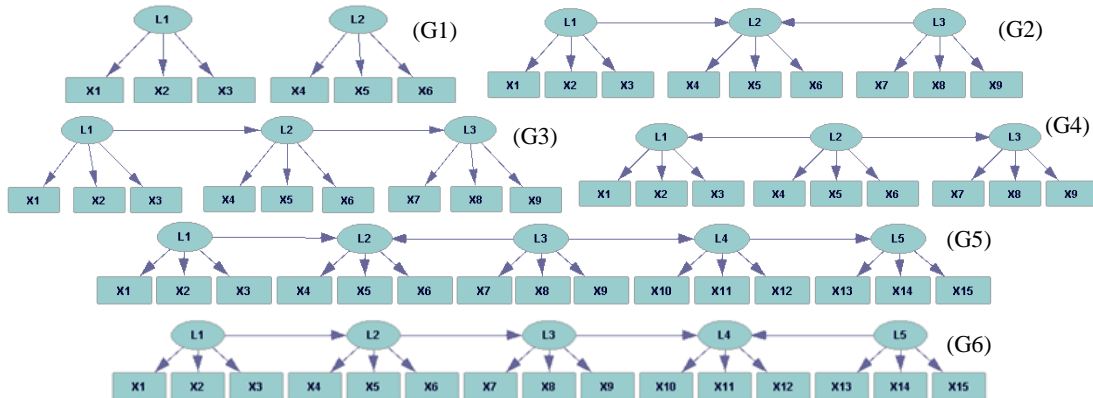 L1 L2 (G1)
X1 X2 X3 X4 X5 X6
L1 L2 L3 (G2)
X1 X2 X3 X4 X5 X6 X7 X8 X9
L1 L2 L3 (G3)
X1 X2 X3 X4 X5 X6 X7 X8 X9
L1 L2 L3 (G4)
X1 X2 X3 X4 X5 X6 X7 X8 X9
L1 L2 L3 L4 L5 (G5)
X1 X2 X3 X4 X5 X6 X7 X8 X9 X10 X11 X12 X13 X14 X15
L1 L2 L3 L4 L5 (G6)
X1 X2 X3 X4 X5 X6 X7 X8 X9 X10 X11 X12 X13 X14 X15